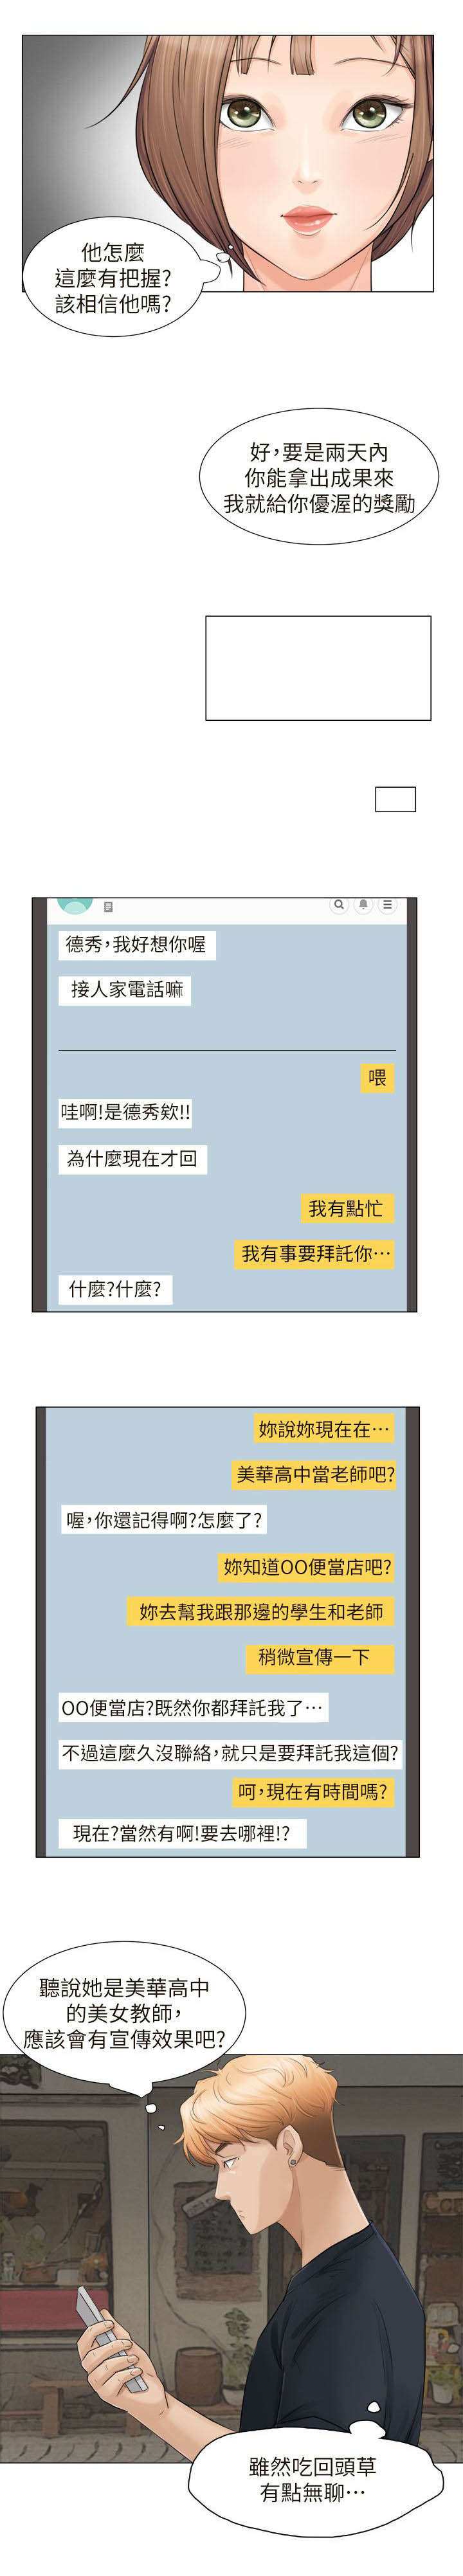 他怎麼
這麼有把握?
該相信他嗎?
好,要是兩天內
你能拿出成果來
我就給你優渥的獎勵
德秀,我好想你喔
接人家電話嘛
喂
哇啊!是德秀欸!!
為什麼現在才回
我有點忙
我有事要拜託你…
什麼?什麼?
妳說妳現在在…
美華高中當老師吧?
喔,你還記得啊?怎麼了?
妳知道OO便當店吧?
妳去幫我跟那邊的學生和老師
稍微宣傳一下
OO便當店?既然你都拜託我了…
不過這麼久沒聯絡,就只是要拜託我這個?
呵,現在有時間嗎?
現在?當然有啊!要去哪裡!?
聽說她是美華高中
的美女教師,
應該會有宣傳效果吧?
雖然吃回頭草
有點無聊…